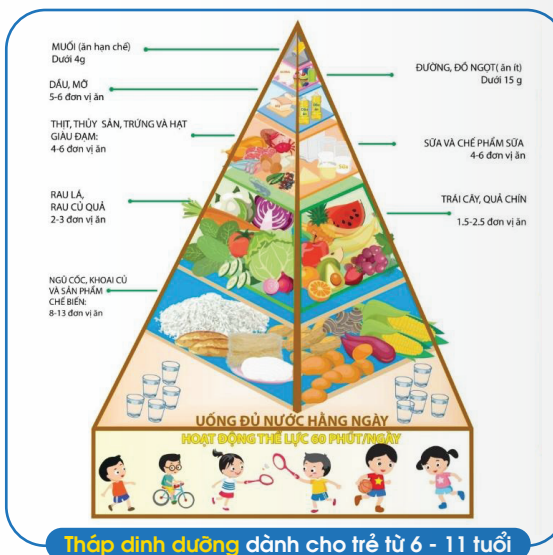 MUỐI (ăn hạn chế)
Dưới 4g
ĐƯỜNG, ĐỒ NGỌT( ăn ít)
Dưới 15 g
DẦU, MỠ
5-6 đơn vị ăn
THỊT, THỦY SẢN, TRỨNG VÀ HẠT
GIÀU ĐẠM:
4-6 đơn vị ăn
SỮA VÀ CHẾ PHẨM SỮA
4-6 đơn vị ăn
RAU LÁ,
RAU CỦ QUẢ
2-3 đơn vị ăn
TRÁI CÂY, QUẢ CHÍN
1.5-2.5 đơn vị ăn
NGŨ CỐC, KHOAI CỦ
VÀ SẢN PHẨM
CHẾ BIẾN:
8-13 đơn vị ăn
UỐNG ĐỦ NƯỚC HẰNG NGÀY
HOẠT ĐỘNG THỂ LỰC 60 PHÚT/NGÀY
Tháp dinh dưỡng dành cho trẻ từ 6 - 11 tuổi